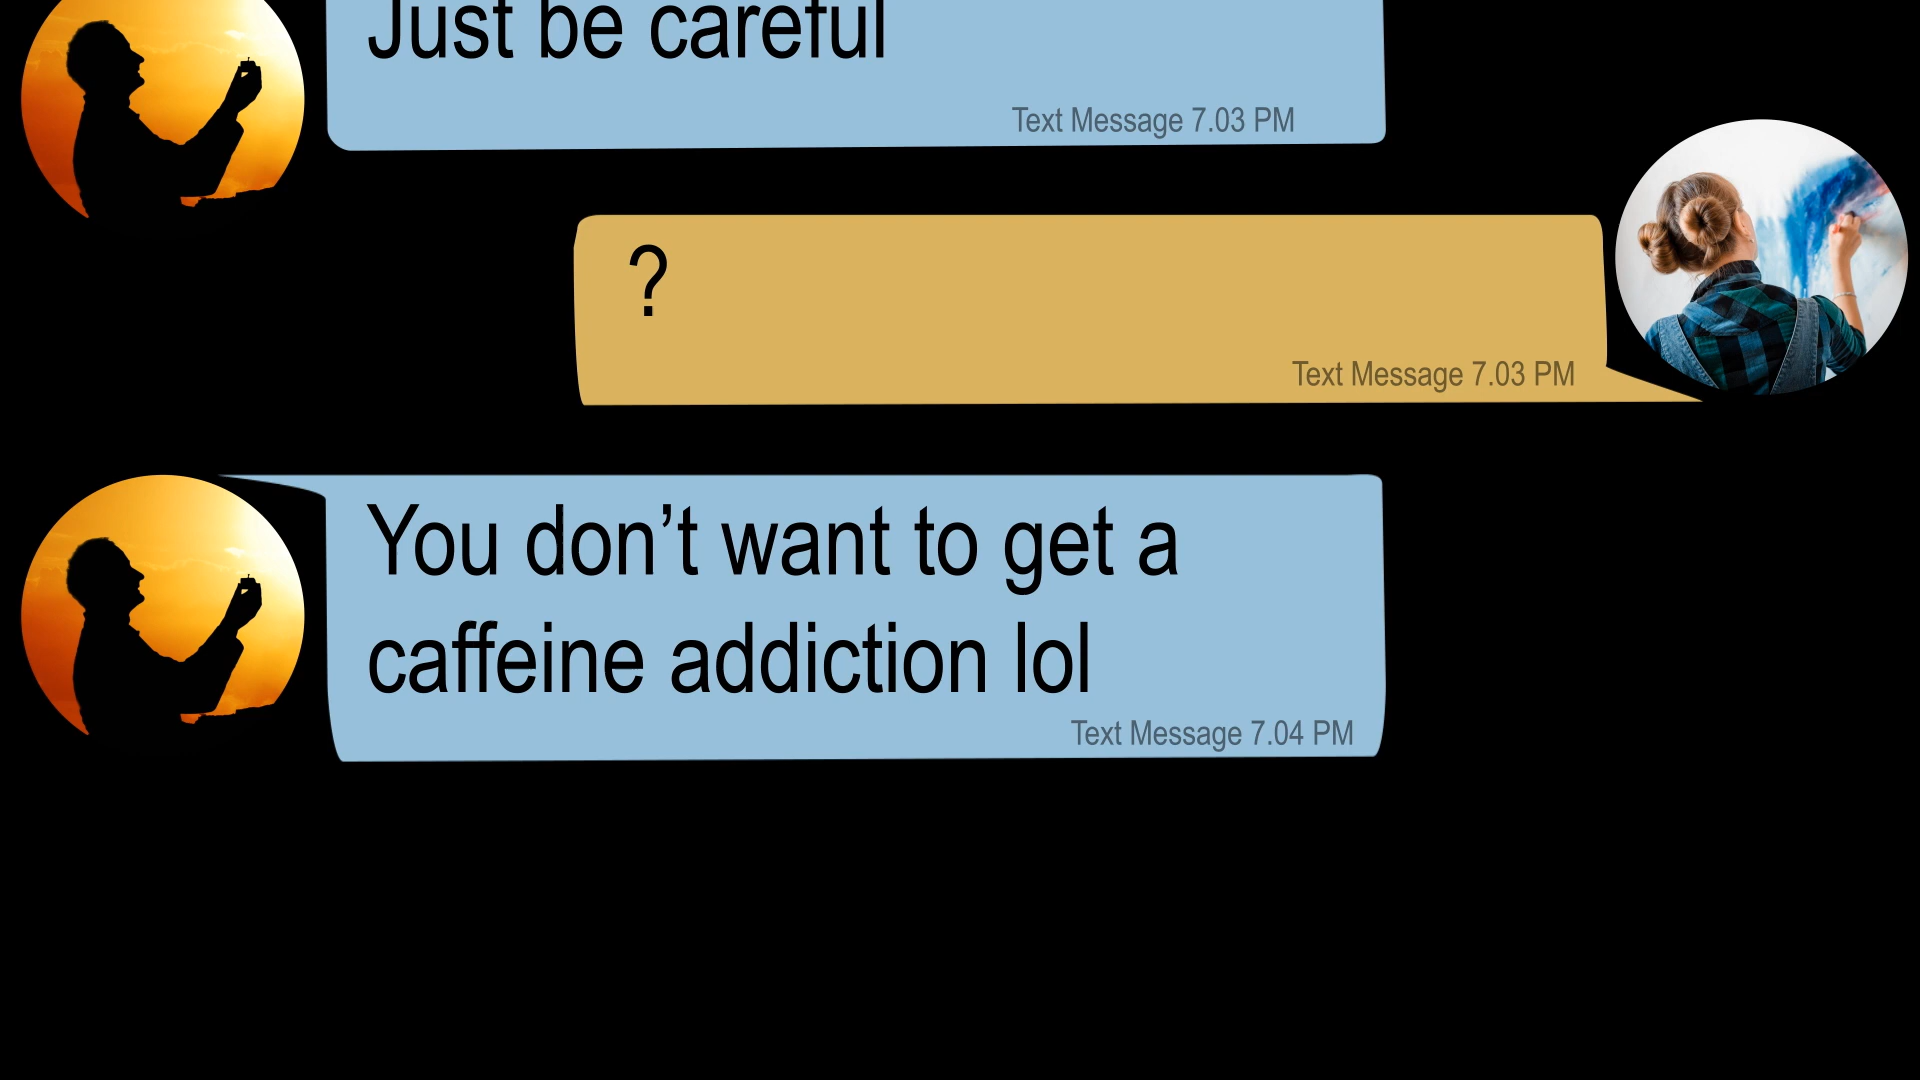 Just be careful
Text Message 7.03 PM
?
Text Message 7.03 PM
You don’t want to get a
caffeine addiction lol
Text Message 7.04 PM